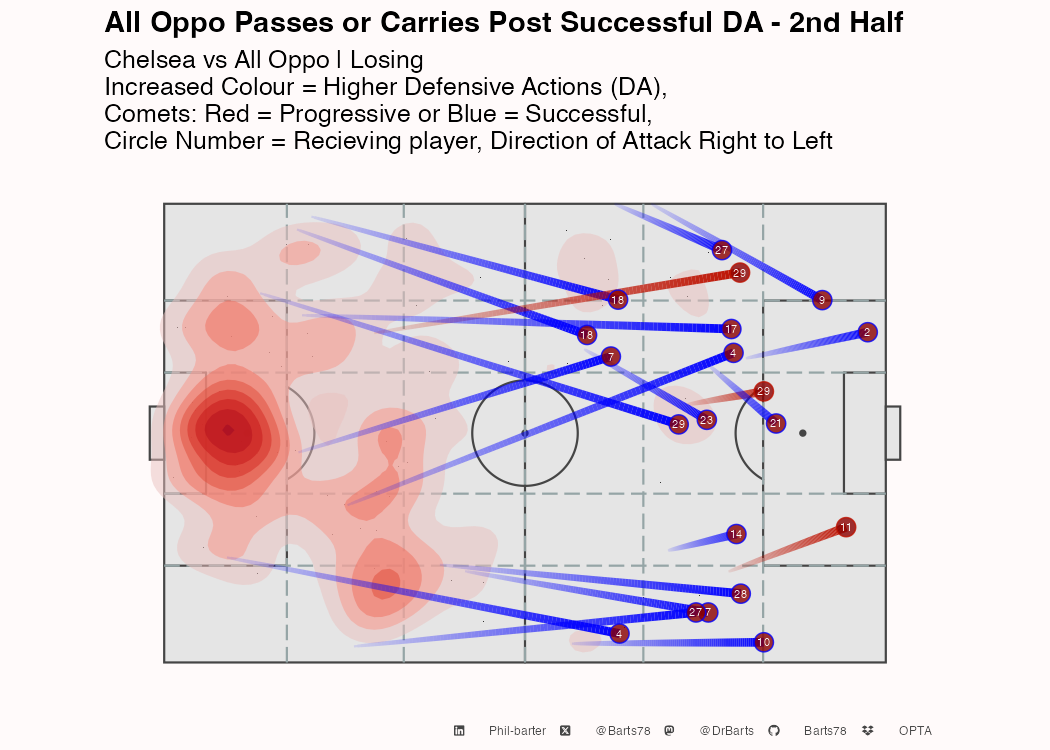 All Oppo Passes or Carries Post Successful DA - 2nd Half
Chelsea vs All Oppo | Losing
Increased Colour = Higher Defensive Actions (DA),
Comets: Red = Progressive or Blue = Successful,
Circle Number = Recieving player, Direction of Attack Right to Left
27
29
9
18
17
2
18
4
7
29
29
23
21
11
14
28
27
7
4
10
Phil-barter
@Barts78
@DrBarts
Barts78
OPTA